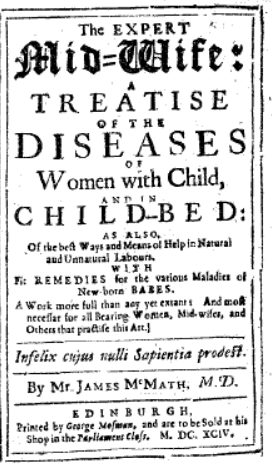 The EXPERT
Mid=Wife:
A
TREATISE
OF THE
DISEASES
OF
Women with Child,
AND IN
CHILD-BED:
AS ALSO,
Of the beſt Ways and Means of Help in Natural
and Unnatural Labours.
WITH
Fit REMEDIES for the various Maladies of
New-born BABES.
A Work more full than any yet extant: And moſt
neceſſar for all Bearing Women, Mid-wifes, and
Others that practiſe this Art.]
Infelix cujus nulli Sapientia prodeſt.
By Mr. JAMES McMATH, M.D.
EDINBURGH,
Printed by George Moſman, and are to be Sold at his
Shop in the Parliament Cloſs, M. DC. XCIV.